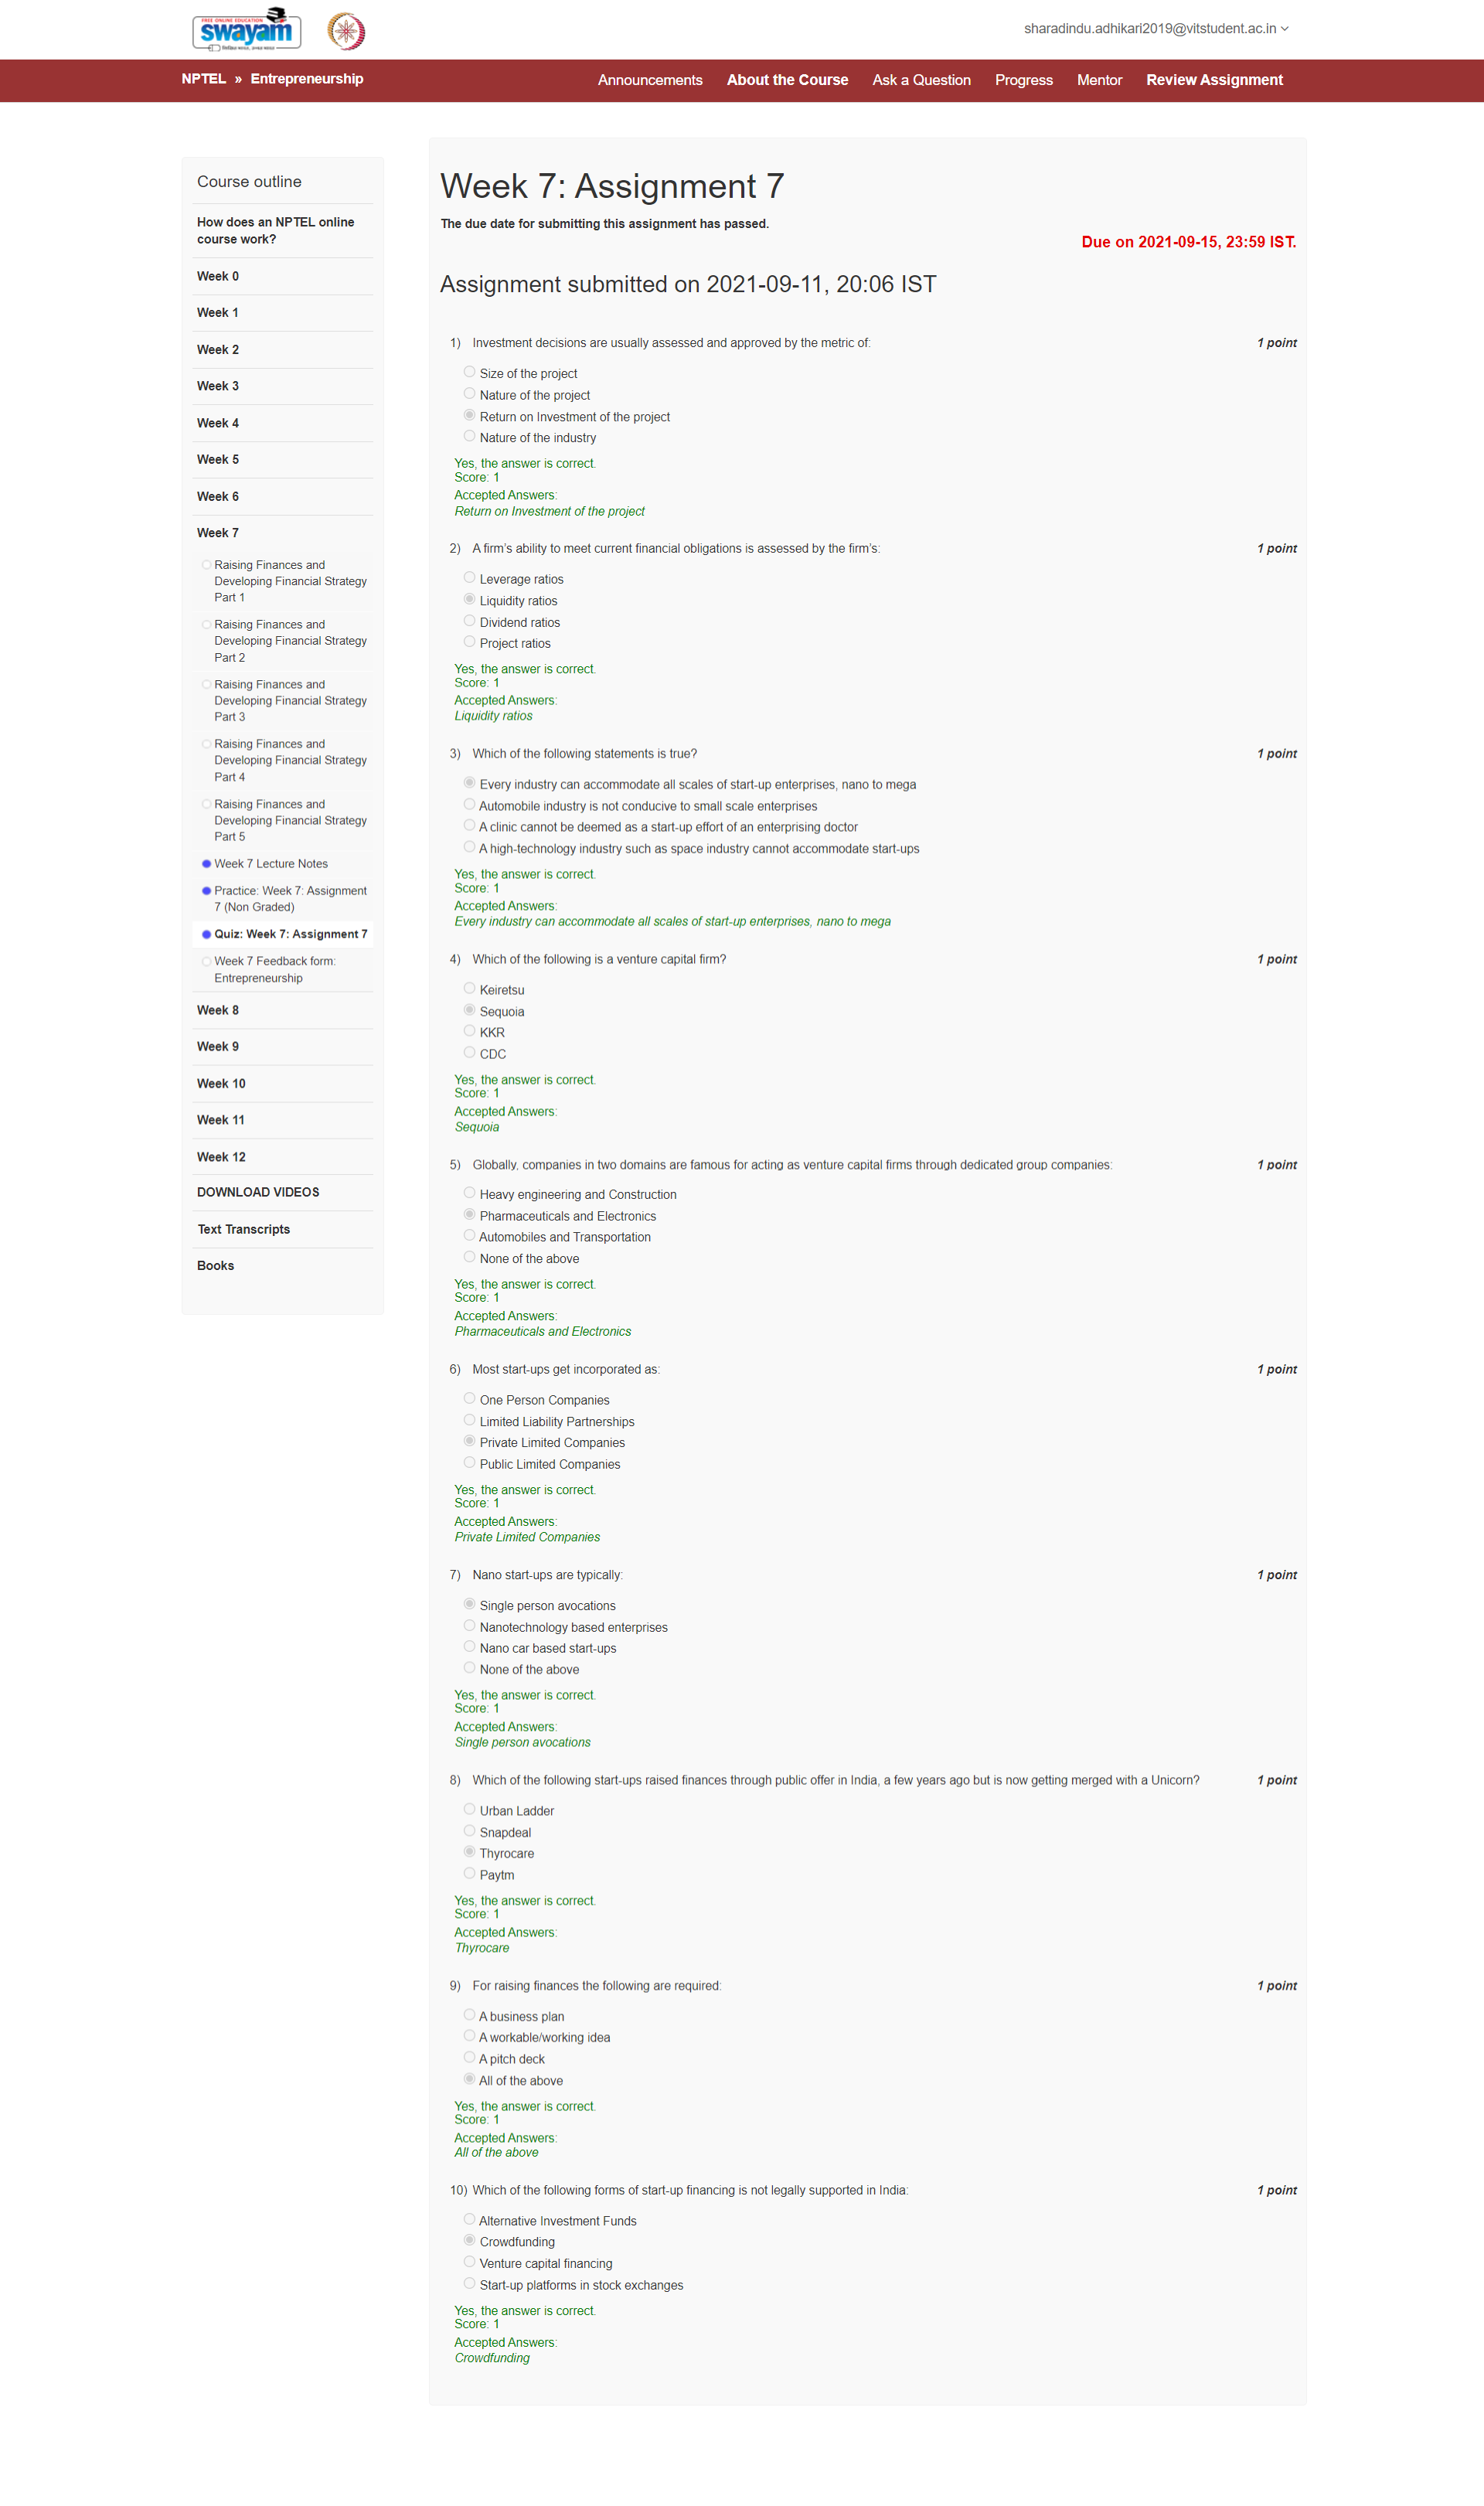 FREE ONLINE EDUCATION
swayam
sharadindu.adhikari2019@vitstudent.ac.in
NPTEL » Entrepreneurship
Announcements About the Course Ask a Question Progress Mentor Review Assignment
Course outline
How does an NPTEL online
course work?
Week 0
Week 1
Week 2
Week 3
Week 4
Week 5
Week 6
Week 7
Raising Finances and
Developing Financial Strategy
Part 1
Raising Finances and
Developing Financial Strategy
Part 2
Raising Finances and
Developing Financial Strategy
Part 3
Raising Finances and
Developing Financial Strategy
Part 4
Raising Finances and
Developing Financial Strategy
Part 5
Week 7 Lecture Notes
Practice: Week 7: Assignment
7 (Non Graded)
Quiz: Week 7: Assignment 7
Week 7 Feedback form:
Entrepreneurship
Week 8
Week 9
Week 10
Week 11
Week 12
DOWNLOAD VIDEOS
Text Transcripts
Books
Week 7: Assignment 7
The due date for submitting this assignment has passed.
Due on 2021-09-15, 23:59 IST.
Assignment submitted on 2021-09-11, 20:06 IST
1) Investment decisions are usually assessed and approved by the metric of: 1 point
Size of the project
Nature of the project
Return on Investment of the project
Nature of the industry
Yes, the answer is correct.
Score: 1
Accepted Answers:
Return on Investment of the project
2) A firm's ability to meet current financial obligations is assessed by the firm's: 1 point
Leverage ratios
Liquidity ratios
Dividend ratios
Project ratios
Yes, the answer is correct.
Score: 1
Accepted Answers:
Liquidity ratios
3) Which of the following statements is true? 1 point
Every industry can accommodate all scales of start-up enterprises, nano to mega
Automobile industry is not conducive to small scale enterprises
A clinic cannot be deemed as a start-up effort of an enterprising doctor
A high-technology industry such as space industry cannot accommodate start-ups
Yes, the answer is correct.
Score: 1
Accepted Answers:
Every industry can accommodate all scales of start-up enterprises, nano to mega
4) Which of the following is a venture capital firm? 1 point
Keiretsu
Sequoia
KKR
CDC
Yes, the answer is correct.
Score: 1
Accepted Answers:
Sequoia
5) Globally, companies in two domains are famous for acting as venture capital firms through dedicated group companies: 1 point
Heavy engineering and Construction
Pharmaceuticals and Electronics
Automobiles and Transportation
None of the above
Yes, the answer is correct.
Score: 1
Accepted Answers:
Pharmaceuticals and Electronics
6) Most start-ups get incorporated as: 1 point
One Person Companies
Limited Liability Partnerships
Private Limited Companies
Public Limited Companies
Yes, the answer is correct.
Score: 1
Accepted Answers:
Private Limited Companies
7) Nano start-ups are typically: 1 point
Single person avocations
Nanotechnology based enterprises
Nano car based start-ups
None of the above
Yes, the answer is correct.
Score: 1
Accepted Answers:
Single person avocations
8) Which of the following start-ups raised finances through public offer in India, a few years ago but is now getting merged with a Unicorn? 1 point
Urban Ladder
Snapdeal
Thyrocare
Paytm
Yes, the answer is correct.
Score: 1
Accepted Answers:
Thyrocare
9) For raising finances the following are required: 1 point
A business plan
A workable/working idea
A pitch deck
All of the above
Yes, the answer is correct.
Score: 1
Accepted Answers:
All of the above
10) Which of the following forms of start-up financing is not legally supported in India: 1 point
Alternative Investment Funds
Crowdfunding
Venture capital financing
Start-up platforms in stock exchanges
Yes, the answer is correct.
Score: 1
Accepted Answers:
Crowdfunding